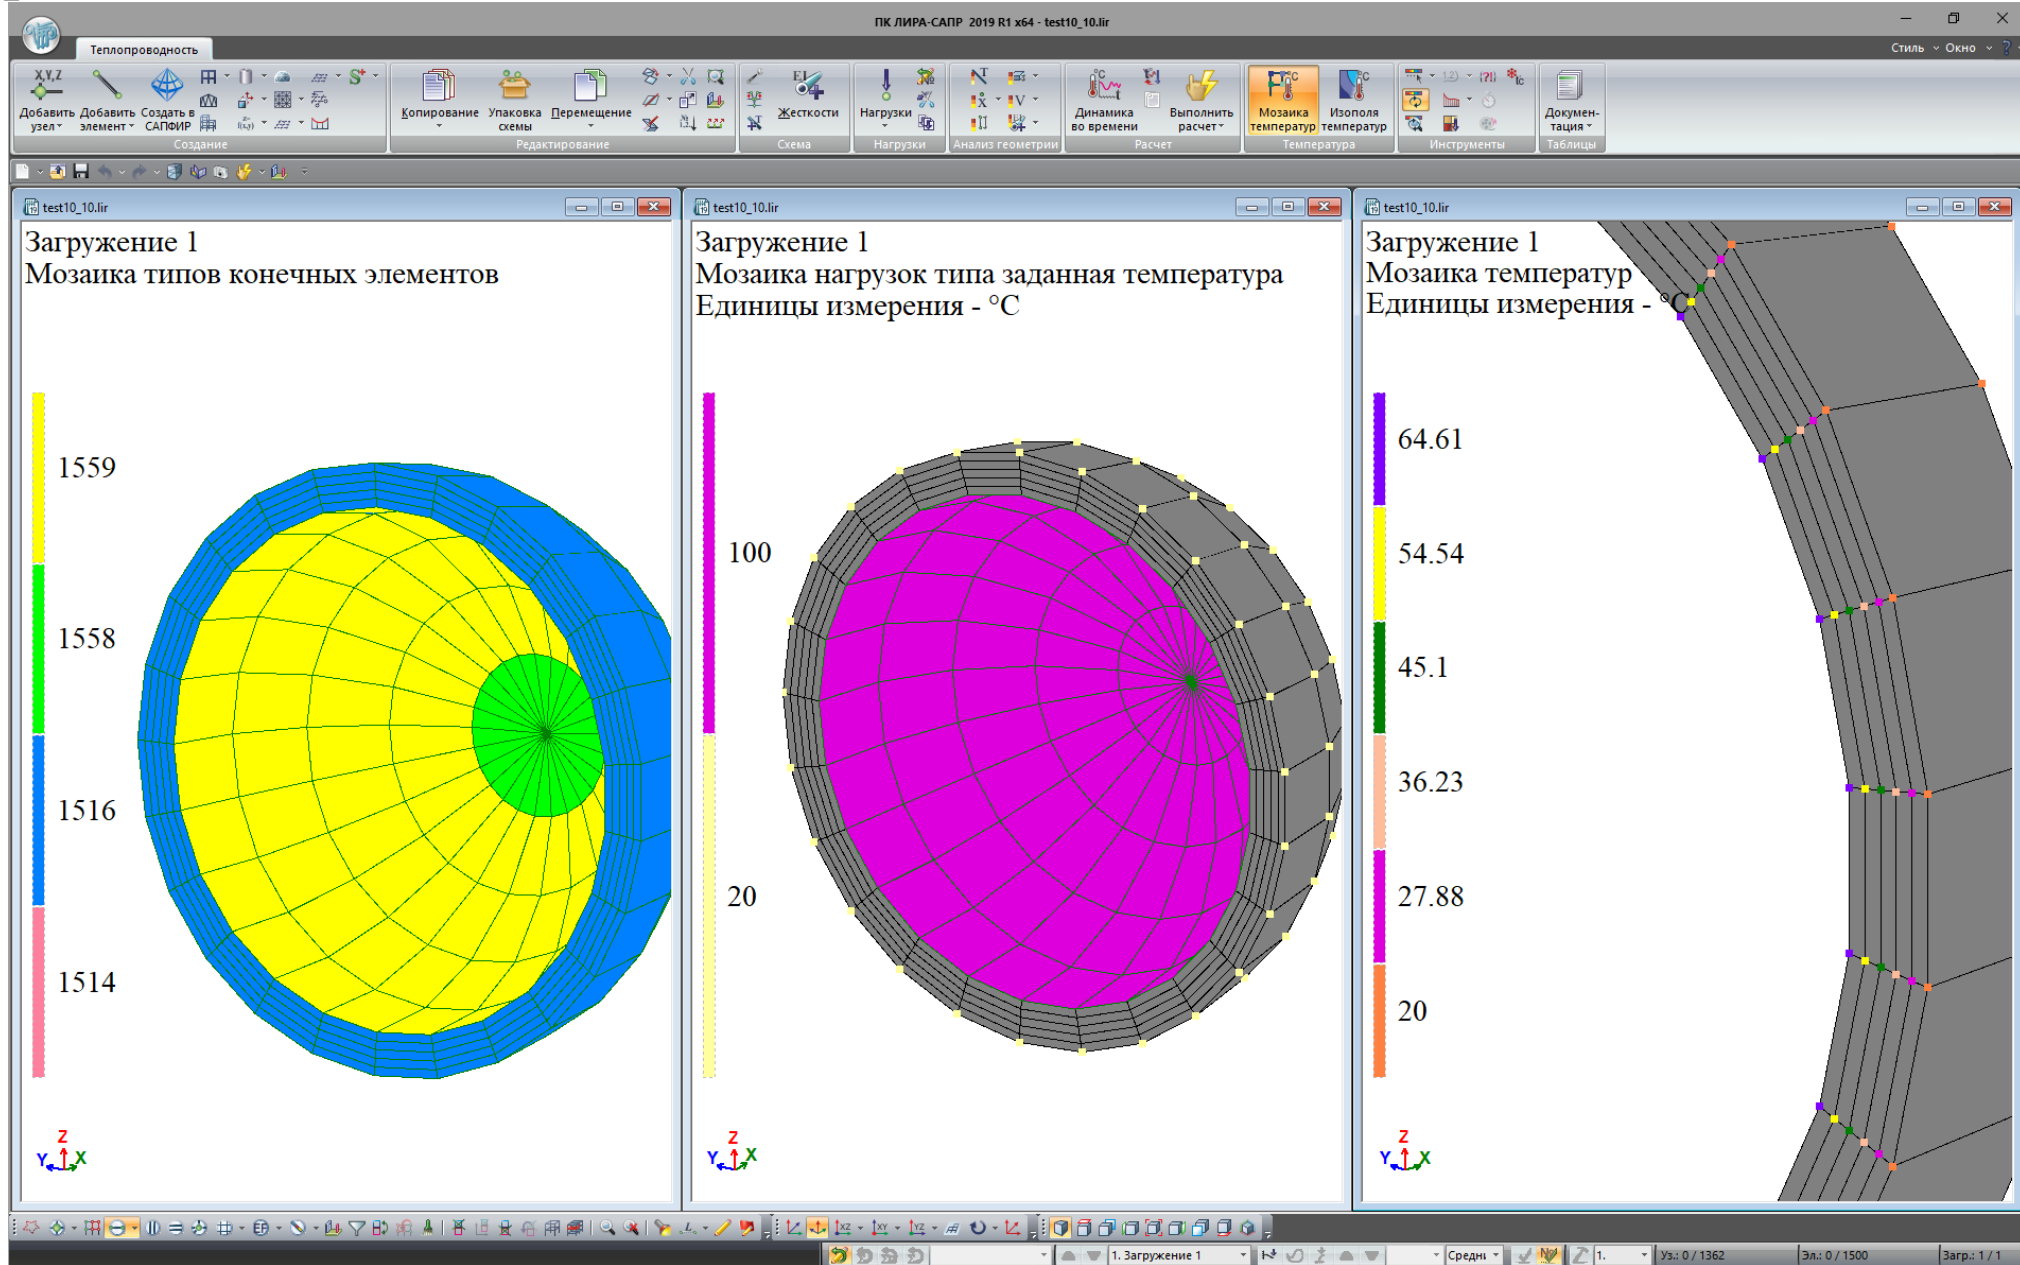 ПК ЛИРА-САПР 2019 R1 x64 - test10_10.lir
Теплопроводность
Стиль Окно
X,Y,Z
Добавить узел
Добавить элемент
Создать в САПФИР
Создание
Копирование
Упаковка схемы
Перемещение
Редактирование
Жесткости
Схема
Нагрузки
Нагрузки
Анализ геометрии
Динамика во времени
Выполнить расчет
Расчет
Мозаика температур
Изополя температур
Температура
Инструменты
Докумен-
тация
Таблицы
test10_10.lir
Загружение 1
Мозаика типов конечных элементов
1559
1558
1516
1514
Z
Y X
test10_10.lir
Загружение 1
Мозаика нагрузок типа заданная температура
Единицы измерения - °C
100
20
Z
Y X
test10_10.lir
Загружение 1
Мозаика температур
Единицы измерения - °C
64.61
54.54
45.1
36.23
27.88
20
Z
Y X
1. Загружение 1
Средн
1.
Уз.: 0 / 1362
Эл.: 0 / 1500
Загр.: 1 / 1